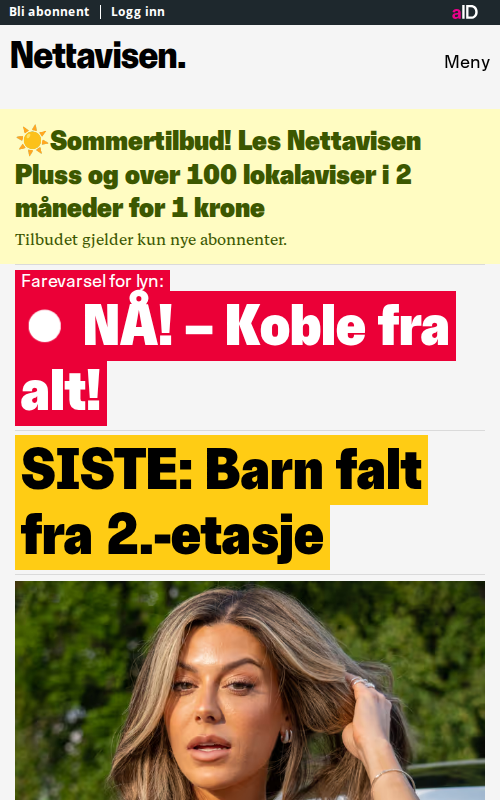 Bli abonnent | Logg inn
aID
Nettavisen.
Meny
☀️Sommertilbud! Les Nettavisen
Pluss og over 100 lokalaviser i 2
måneder for 1 krone
Tilbudet gjelder kun nye abonnenter.
Farevarsel for lyn:
NÅ! – Koble fra
alt!
SISTE: Barn falt
fra 2.-etasje